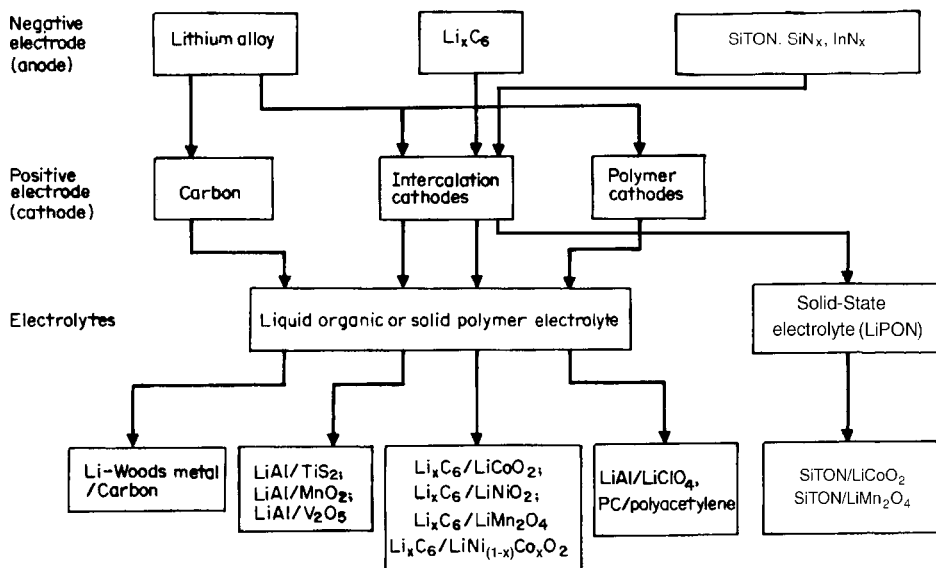 Negative
electrode
(anode)
Lithium alloy
LiₓC₆
SiTON. SiNₓ, InNₓ
Positive
electrode
(cathode)
Carbon
Intercalation
cathodes
Polymer
cathodes
Electrolytes
Liquid organic or solid polymer electrolyte
Solid-State
electrolyte (LiPON)
Li-Woods metal
/Carbon
LiAl/TiS₂;
LiAl/MnO₂;
LiAl/V₂O₅
LiₓC₆/LiCoO₂;
LiₓC₆/LiNiO₂;
LiₓC₆/LiMn₂O₄
LiₓC₆/LiNi₍₁₋ₓ₎CoₓO₂
LiAl/LiClO₄,
PC/polyacetylene
SiTON/LiCoO₂
SiTON/LiMn₂O₄